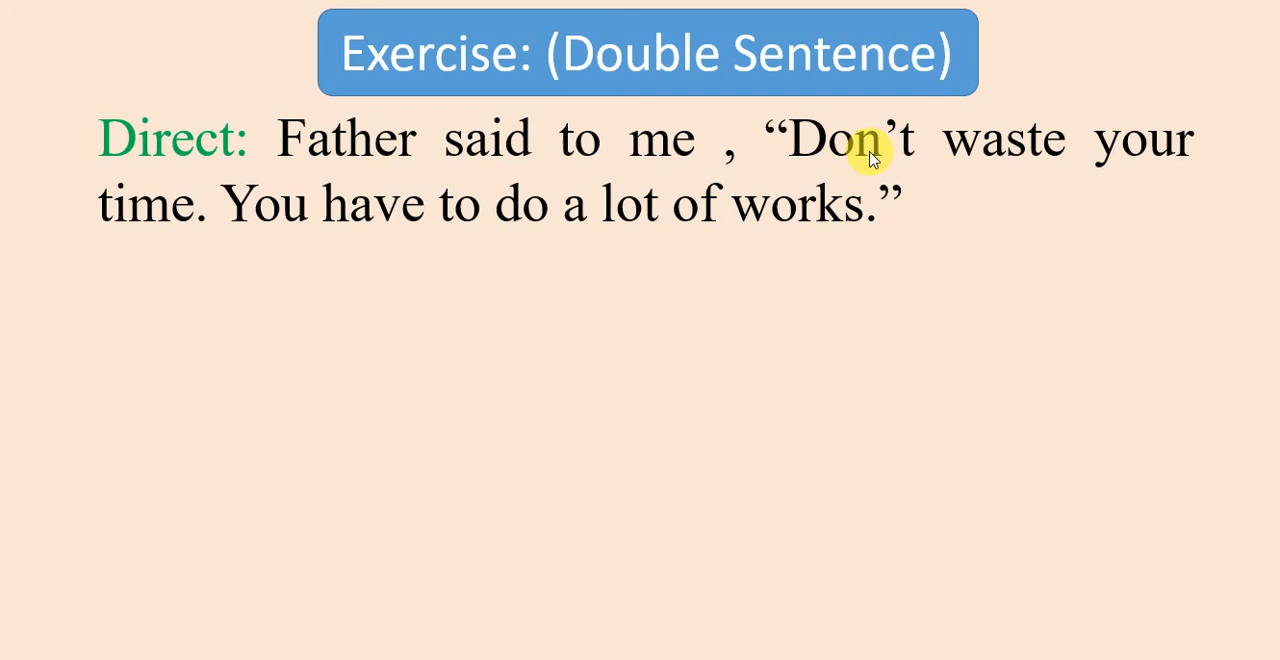 Exercise: (Double Sentence)
Direct: Father said to me , “Don’t waste your
time. You have to do a lot of works.”